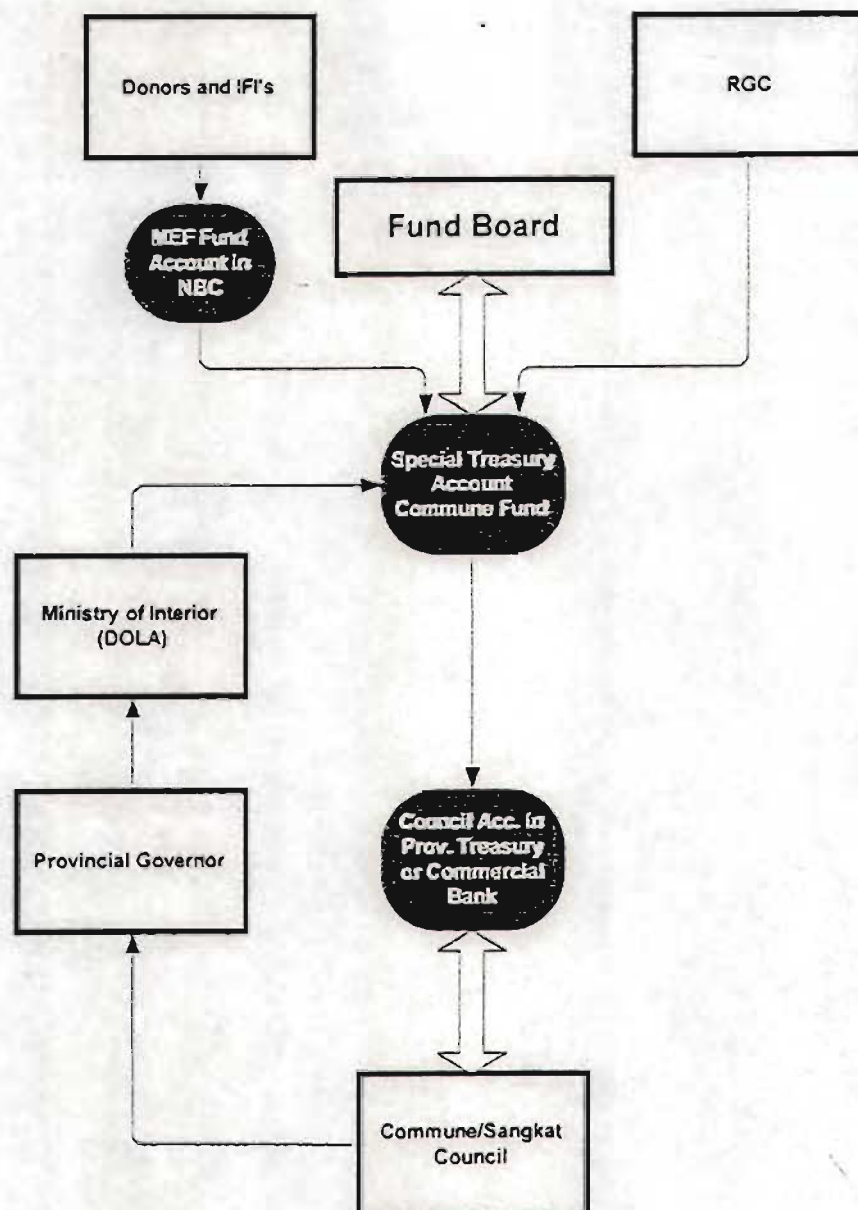 Donors and IFI's
RGC
Fund Board
MEF Fund
Account in
NBC
Special Treasury
Account
Commune Fund
Ministry of Interior
(DOLA)
Provincial Governor
Council Acc. in
Prov. Treasury
or Commercial
Bank
Commune/Sangkat
Council